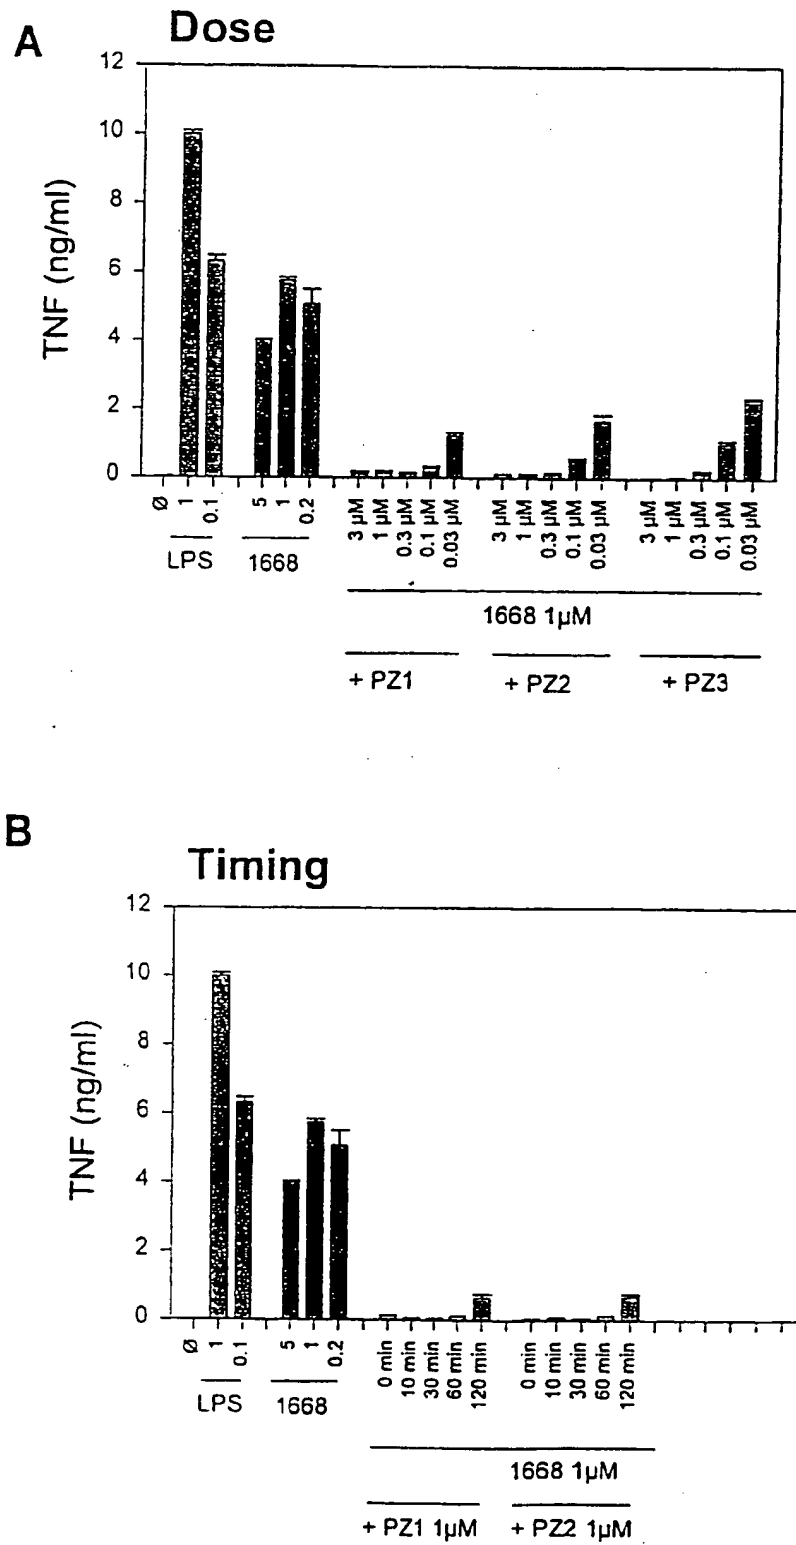 A
Dose
12
10
8
6
4
2
0
TNF (ng/ml)
Ø 1 0.1 5 1 0.2 3 µM 1 µM 0.3 µM 0.1 µM 0.03 µM 3 µM 1 µM 0.3 µM 0.1 µM 0.03 µM 3 µM 1 µM 0.3 µM 0.1 µM 0.03 µM
LPS 1668
1668 1µM
+ PZ1 + PZ2 + PZ3
B
Timing
12
10
8
6
4
2
0
TNF (ng/ml)
Ø 1 0.1 5 1 0.2 0 min 10 min 30 min 60 min 120 min 0 min 10 min 30 min 60 min 120 min
LPS 1668
1668 1µM
+ PZ1 1µM + PZ2 1µM